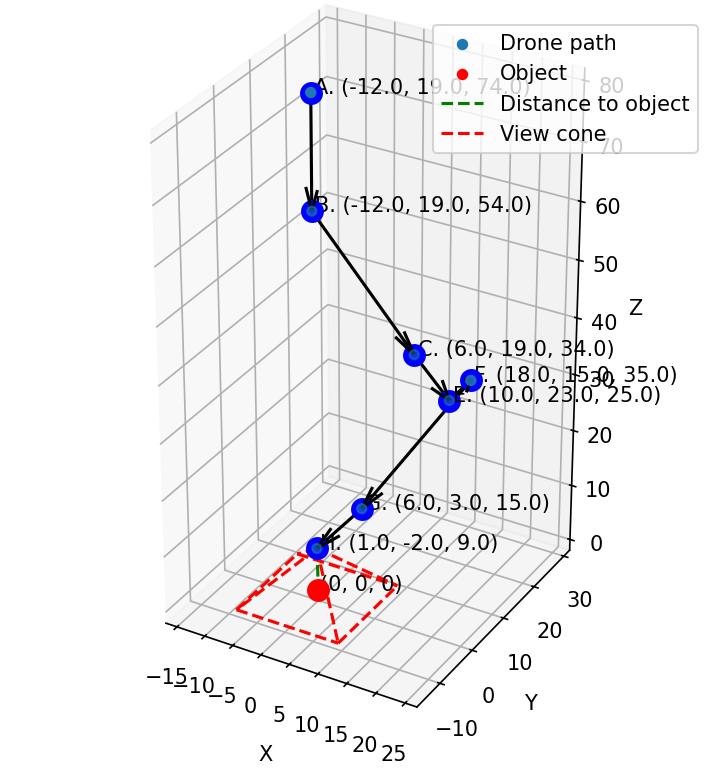 Drone path
Object
Distance to object
View cone
A. (-12.0, 19.0, 74.0)
B. (-12.0, 19.0, 54.0)
C. (6.0, 19.0, 34.0)
(18.0, 15.0, 35.0)
E. (10.0, 23.0, 25.0)
G. (6.0, 3.0, 15.0)
(1.0, -2.0, 9.0)
(0, 0, 0)
80
70
60
50
40
30
20
10
0
Z
−15
−10
−5
0
5
10
15
20
25
X
−10
0
10
20
30
Y